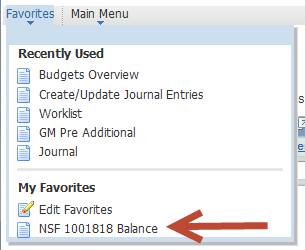 Favorites Main Menu
Recently Used
Budgets Overview
Create/Update Journal Entries
Worklist
GM Pre Additional
Journal
My Favorites
Edit Favorites
NSF 1001818 Balance